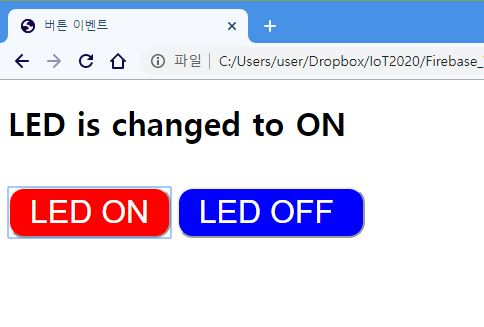 버튼 이벤트
파일 C:/Users/user/Dropbox/IoT2020/Firebase_
LED is changed to ON
LED ON LED OFF